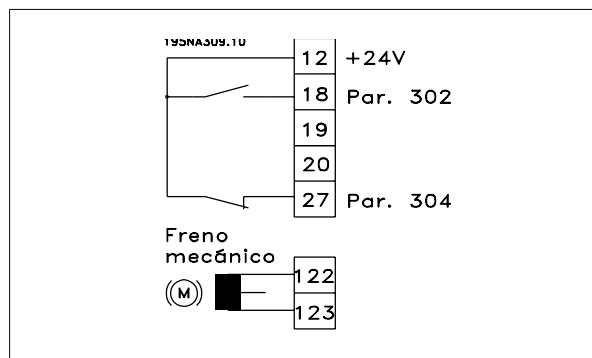 195NA309.10
12 +24V
18 Par. 302
19
20
27 Par. 304
Freno
mecánico
122
M
123